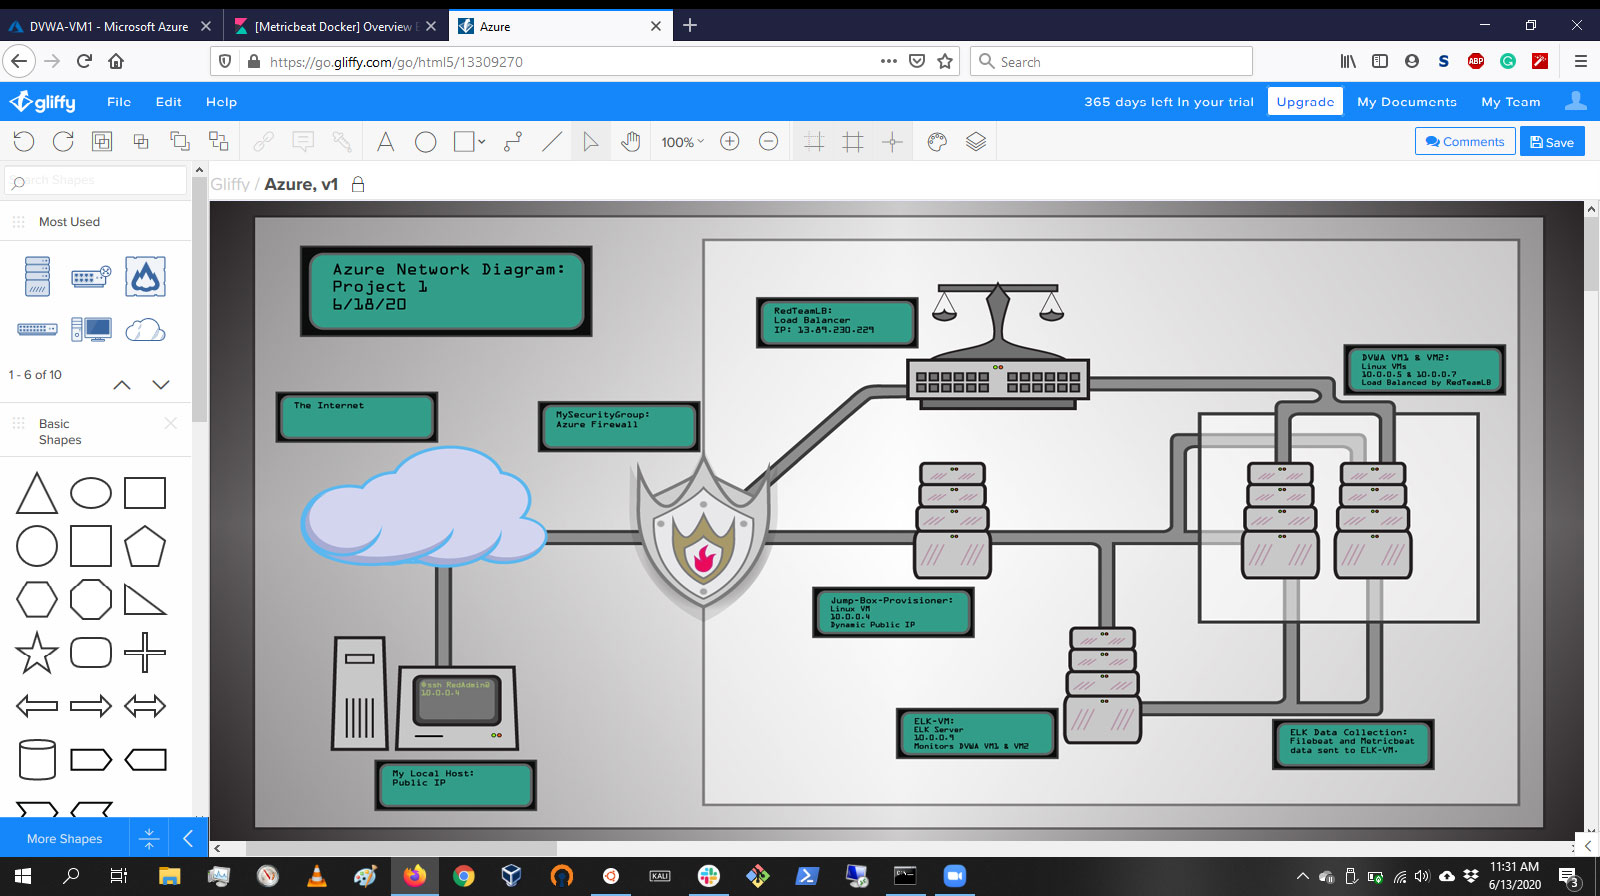 DVWA-VM1 - Microsoft Azure
[Metricbeat Docker] Overview
Azure
https://go.gliffy.com/go/html5/13309270
Search
ABP
gliffy
File
Edit
Help
365 days left in your trial
Upgrade
My Documents
My Team
100%
Comments
Save
Search Shapes
Gliffy / Azure, v1
Most Used
1 - 6 of 10
Basic
Shapes
More Shapes
Azure Network Diagram:
Project 1
6/18/20
RedTeamLB:
Load Balancer
IP: 13.89.230.229
DVWA VM1 & VM2:
Linux VMs
10.0.0.5 & 10.0.0.7
Load Balanced by RedTeamLB
The Internet
MySecurityGroup:
Azure Firewall
Jump-Box-Provisioner:
Linux VM
10.0.0.4
Dynamic Public IP
#ssh RedAdmin@
10.0.0.4
ELK-VM:
ELK Server
10.0.0.9
Monitors DVWA VM1 & VM2
ELK Data Collection:
Filebeat and Metricbeat
data sent to ELK-VM.
My Local Host:
Public IP
KALI
11:31 AM
6/13/2020
3